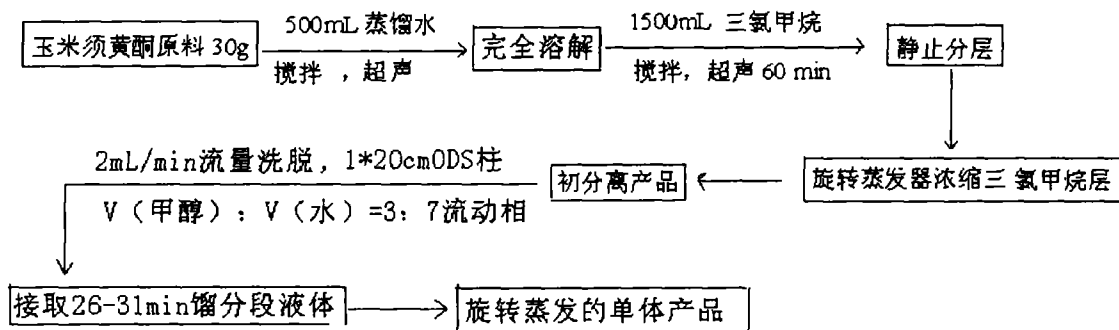 玉米须黄酮原料 30g
500mL 蒸馏水
搅拌 ，超声
完全溶解
1500mL 三氯甲烷
搅拌，超声 60 min
静止分层
旋转蒸发器浓缩三 氯甲烷层
初分离产品
2mL/min流量洗脱，1*20cmODS柱
V（甲醇）：V（水）=3：7流动相
接取26-31min馏分段液体
旋转蒸发的单体产品